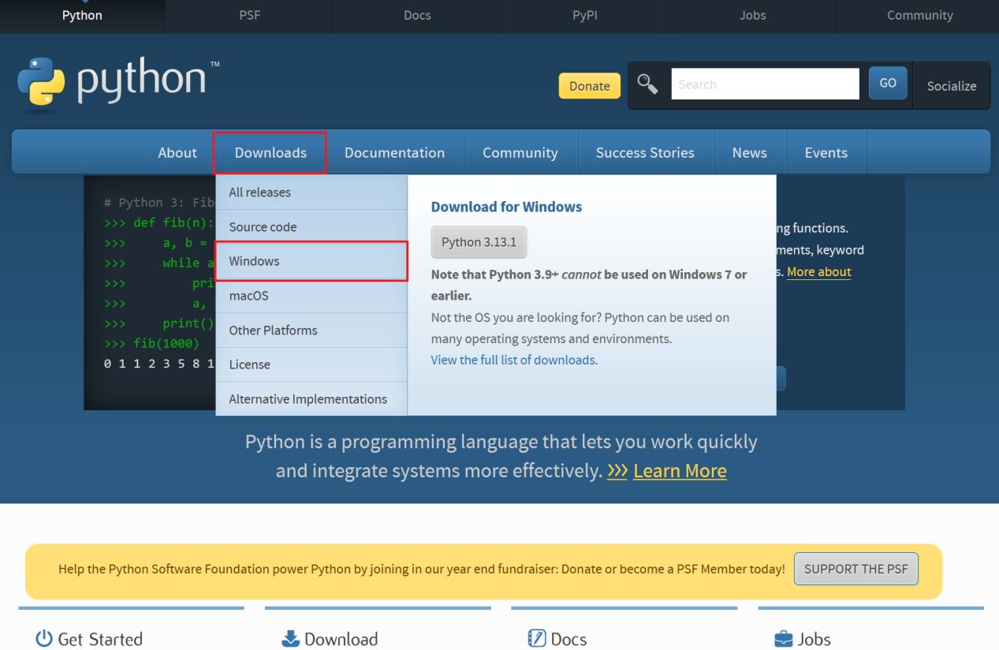 Python
PSF
Docs
PyPI
Jobs
Community
python™
Donate
Search
GO
Socialize
About
Downloads
Documentation
Community
Success Stories
News
Events
# Python 3: Fib
>>> def fib(n):
>>> a, b =
>>> while a
>>> pri
>>> a,
>>> print()
>>> fib(1000)
0 1 1 2 3 5 8 1
All releases
Source code
Windows
macOS
Other Platforms
License
Alternative Implementations
Download for Windows
Python 3.13.1
Note that Python 3.9+ cannot be used on Windows 7 or
earlier.
Not the OS you are looking for? Python can be used on
many operating systems and environments.
View the full list of downloads.
ng functions.
ments, keyword
s. More about
Python is a programming language that lets you work quickly
and integrate systems more effectively. >>> Learn More
Help the Python Software Foundation power Python by joining in our year end fundraiser: Donate or become a PSF Member today!
SUPPORT THE PSF
Get Started
Download
Docs
Jobs